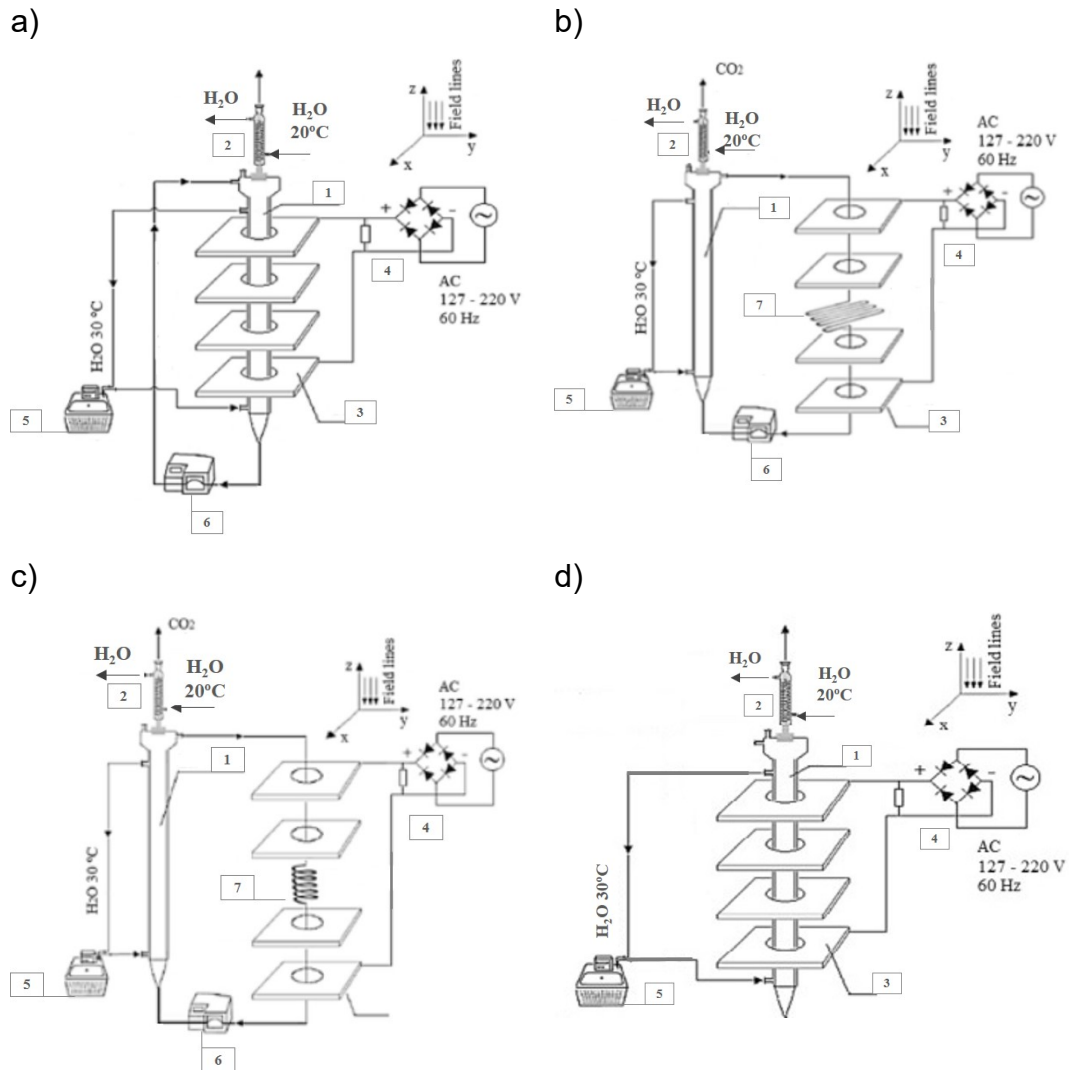 a)
H₂O
H₂O
20ºC
2
z
Field lines
y
x
1
+
-
4
AC
127 - 220 V
60 Hz
H2O 30 ºC
3
5
6
b)
CO₂
H₂O
H₂O
20ºC
2
z
Field lines
y
x
AC
127 - 220 V
60 Hz
1
+
-
4
H2O 30 ºC
7
5
3
6
c)
CO₂
H₂O
H₂O
20ºC
2
z
Field lines
y
x
AC
127 - 220 V
60 Hz
1
+
-
4
H2O 30 ºC
7
5
6
d)
H₂O
H₂O
20ºC
2
z
Field lines
y
x
1
+
-
4
AC
127 - 220 V
60 Hz
H₂O 30ºC
5
3